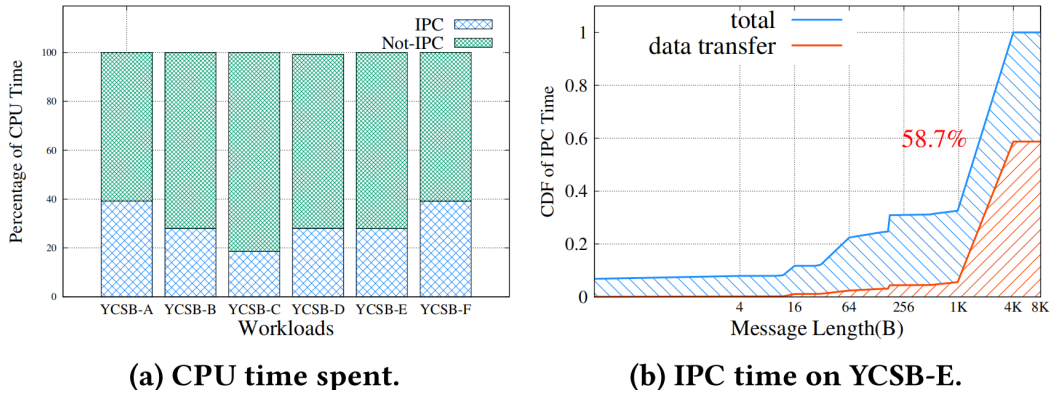 IPC
Not-IPC
Percentage of CPU Time
100
80
60
40
20
0
YCSB-A YCSB-B YCSB-C YCSB-D YCSB-E YCSB-F
Workloads
(a) CPU time spent.
total
data transfer
CDF of IPC Time
1
0.8
0.6
0.4
0.2
0
58.7%
4 16 64 256 1K 4K 8K
Message Length(B)
(b) IPC time on YCSB-E.